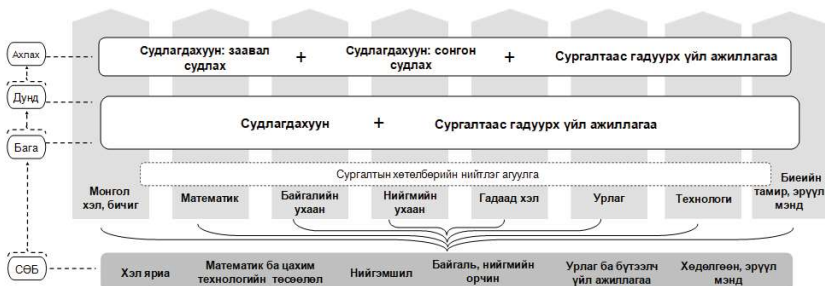 Ахлах
Судлагдахуун: заавал
судлах
+
Судлагдахуун: сонгон
судлах
+
Сургалтаас гадуурх үйл ажиллагаа
Дунд
Судлагдахуун
+
Сургалтаас гадуурх үйл ажиллагаа
Бага
Сургалтын хөтөлбөрийн нийтлэг агуулга
Монгол
хэл, бичиг
Математик
Байгалийн
ухаан
Нийгмийн
ухаан
Гадаад хэл
Урлаг
Технологи
Биеийн
тамир, эрүүл
мэнд
СӨБ
Хэл яриа
Математик ба цахим
технологийн төсөөлөл
Нийгэмшил
Байгаль, нийгмийн
орчин
Урлаг ба бүтээлч
үйл ажиллагаа
Хөдөлгөөн, эрүүл
мэнд